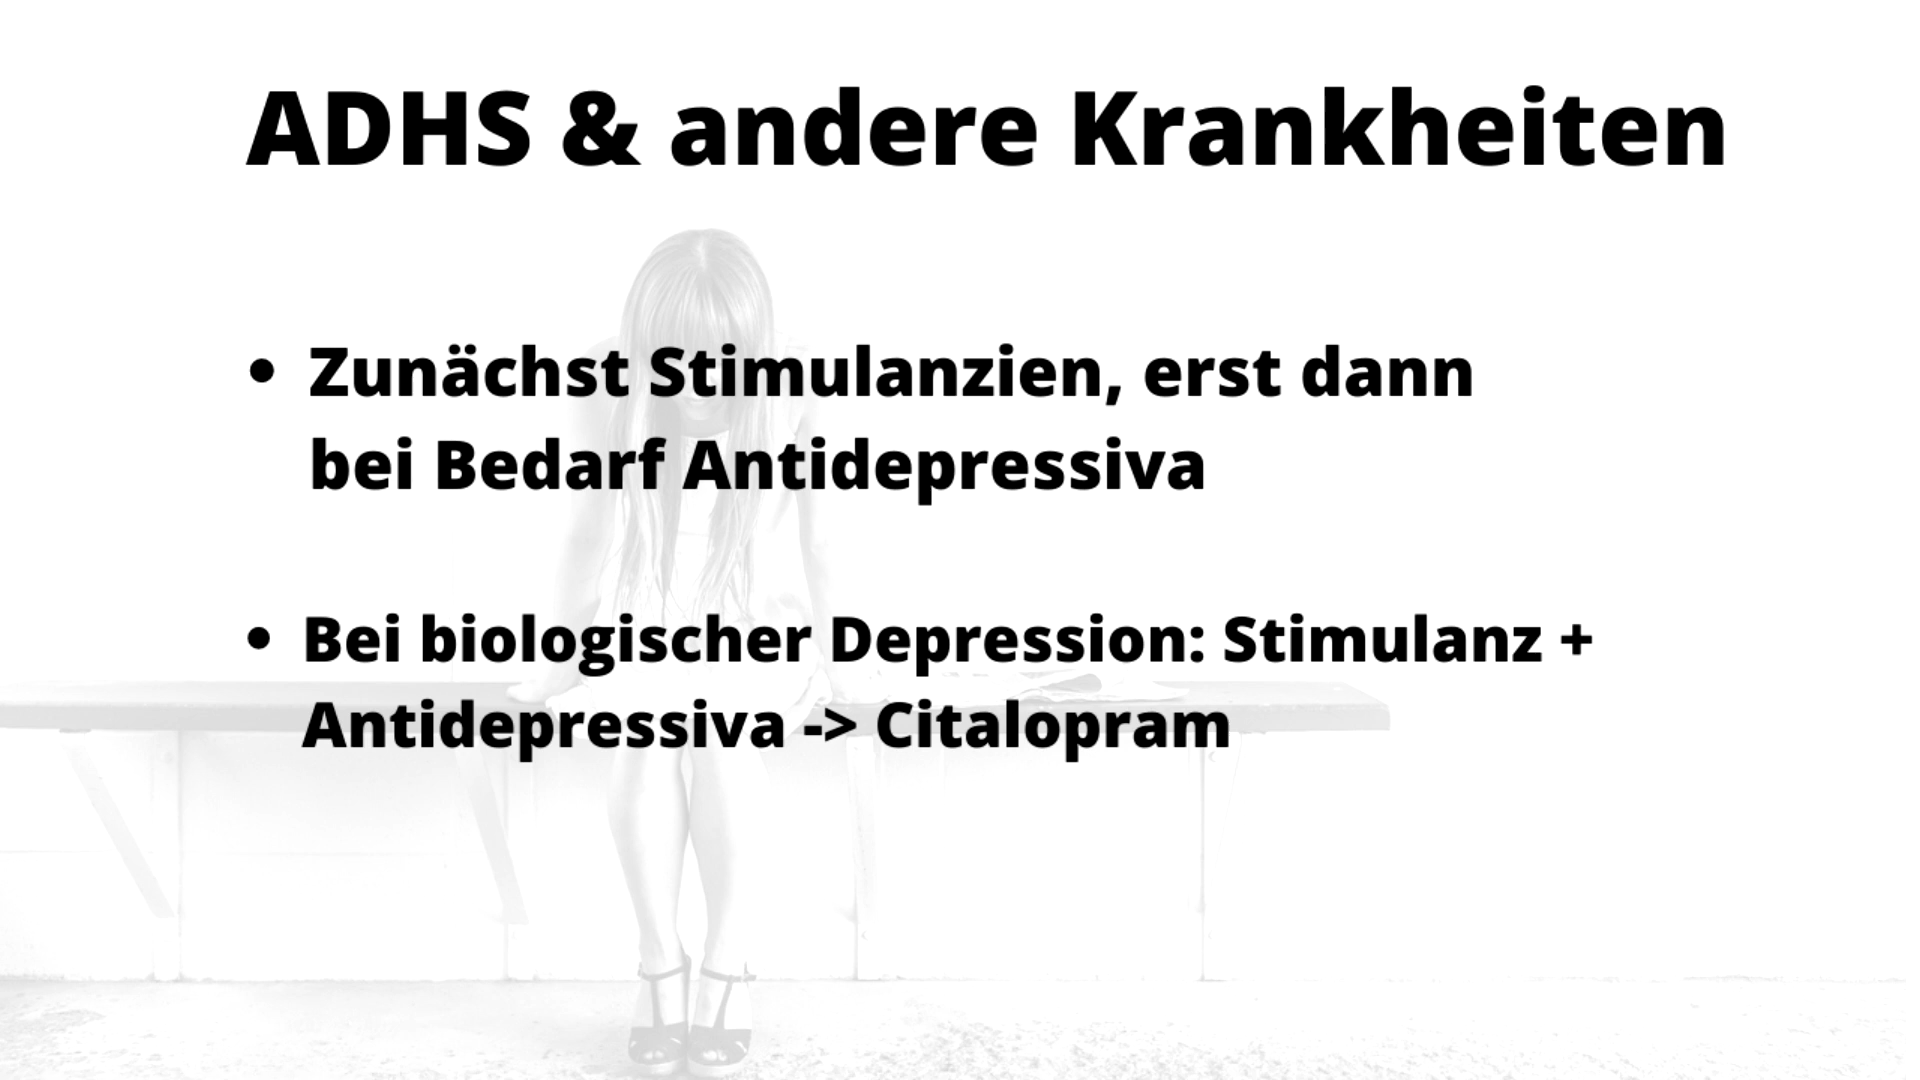 ADHS & andere Krankheiten
• Zunächst Stimulanzien, erst dann
bei Bedarf Antidepressiva
• Bei biologischer Depression: Stimulanz +
Antidepressiva -> Citalopram